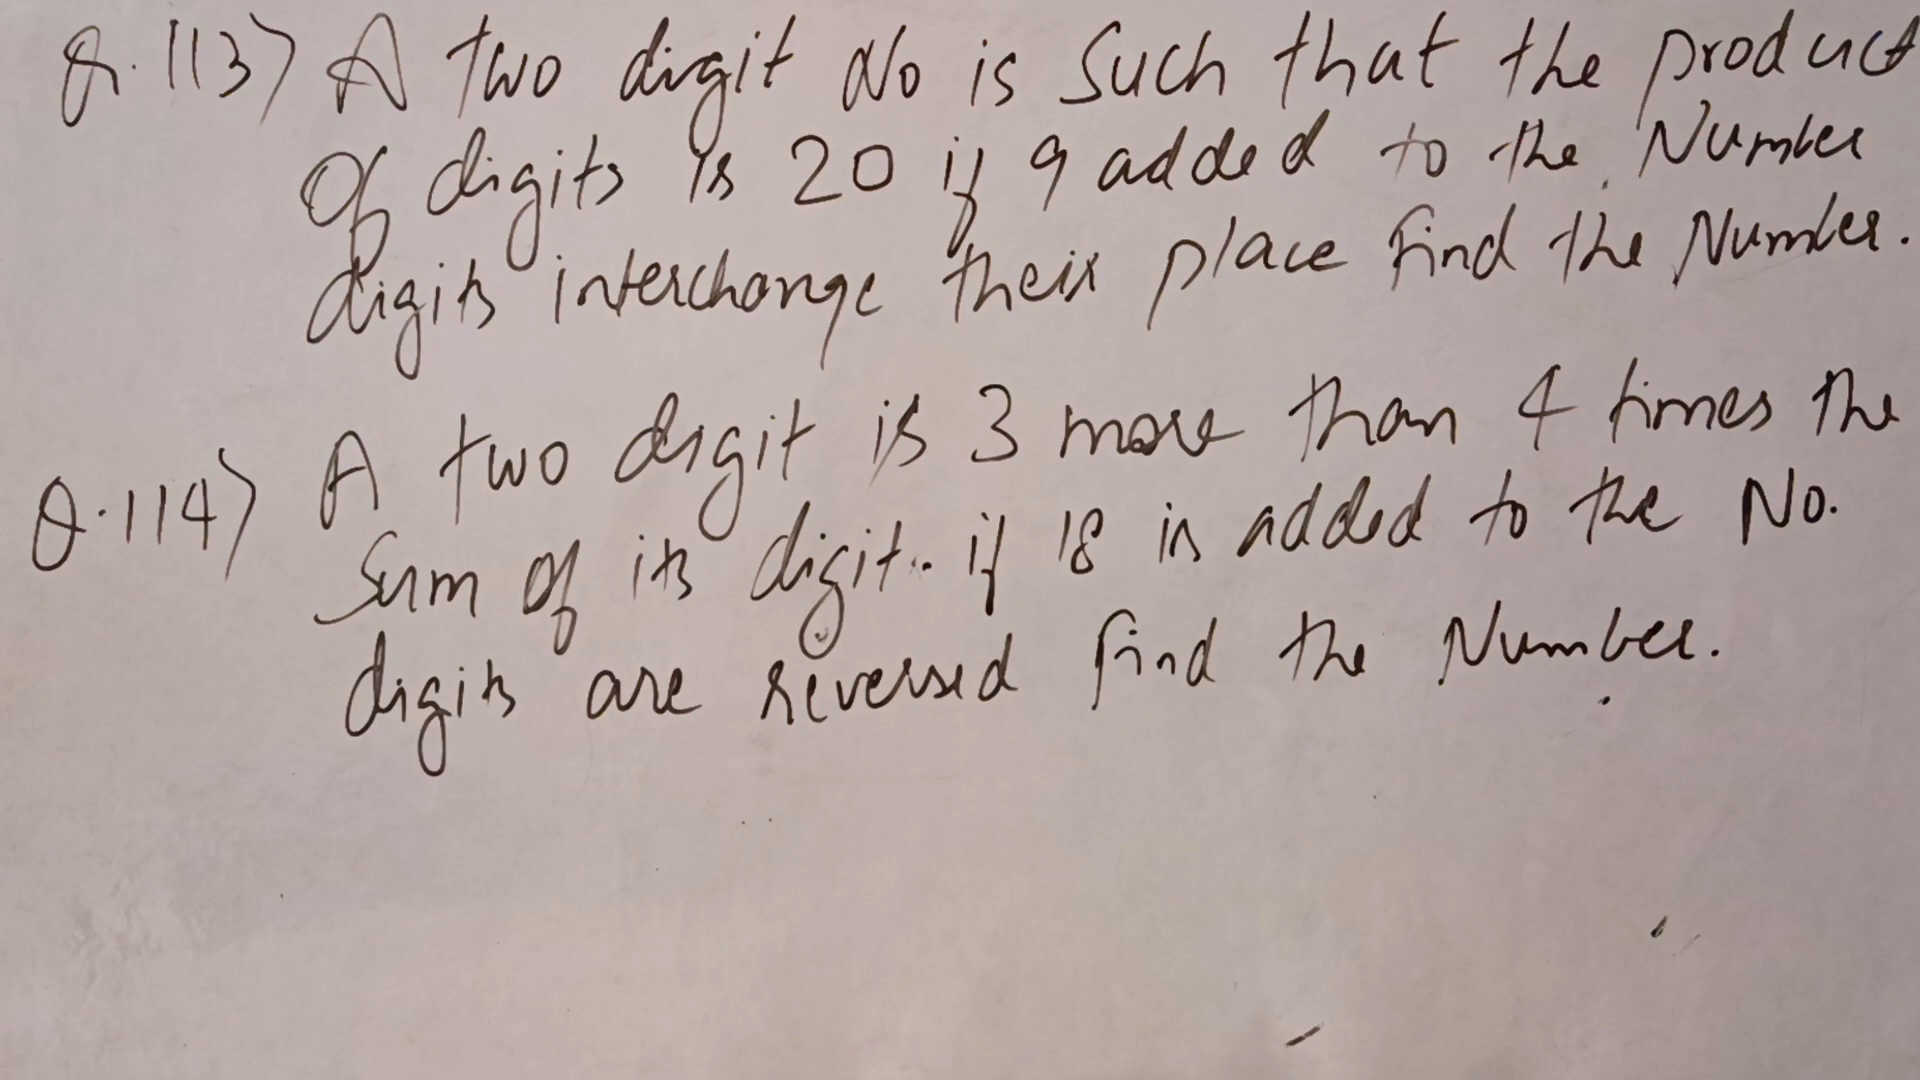 Q.113) A two digit No is such that the product
of digits is 20 if 9 added to the Number
digits interchange their place find the Number.
Q.114) A two digit is 3 more than 4 times the
Sum of its digit.. if 18 is added to the No.
digits are reversed find the Number.